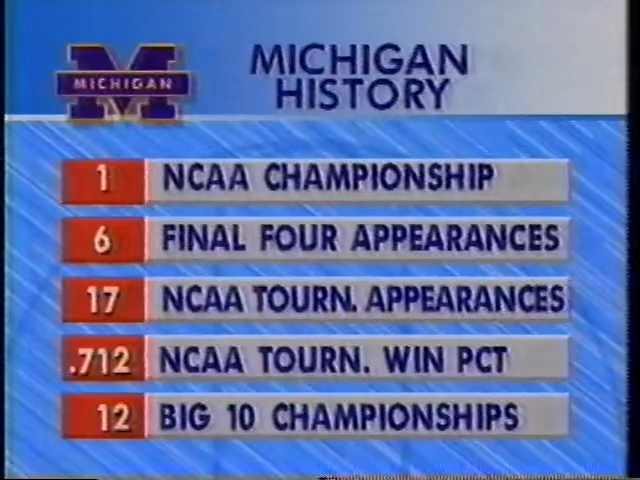 MICHIGAN
MICHIGAN
HISTORY
1 NCAA CHAMPIONSHIP
6 FINAL FOUR APPEARANCES
17 NCAA TOURN. APPEARANCES
.712 NCAA TOURN. WIN PCT
12 BIG 10 CHAMPIONSHIPS